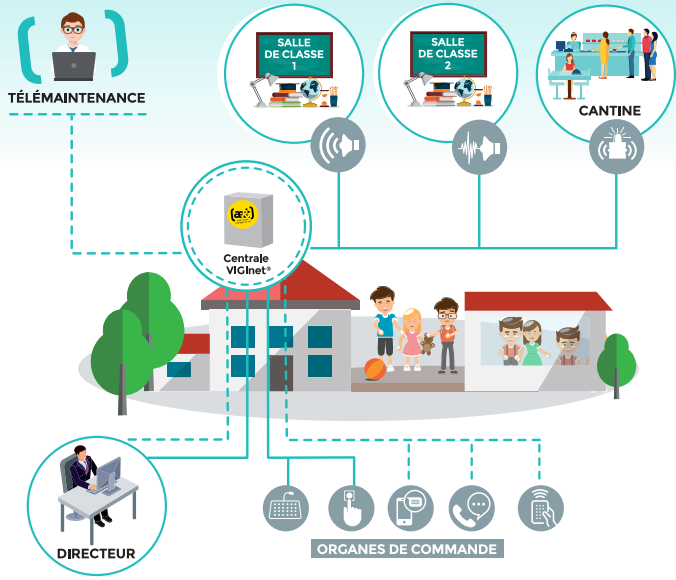 TÉLÉMAINTENANCE
SALLE
DE CLASSE
1
SALLE
DE CLASSE
2
CANTINE
Centrale
VIGInet®
DIRECTEUR
ORGANES DE COMMANDE